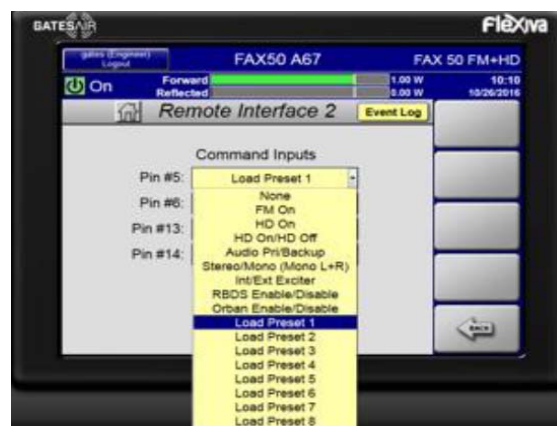 GATESAIR
Flexiva
gates (Engineer)
Logout
FAX50 A67
FAX 50 FM+HD
On
Forward
1.00 W
10:10
Reflected
0.00 W
10/26/2016
Remote Interface 2
Event Log
Command Inputs
Pin #5:
Load Preset 1
Pin #6:
Pin #13:
Pin #14:
None
FM On
HD On
HD On/HD Off
Audio Pri/Backup
Stereo/Mono (Mono L+R)
Int/Ext Exciter
RBDS Enable/Disable
Orban Enable/Disable
Load Preset 1
Load Preset 2
Load Preset 3
Load Preset 4
Load Preset 5
Load Preset 6
Load Preset 7
Load Preset 8
BACK